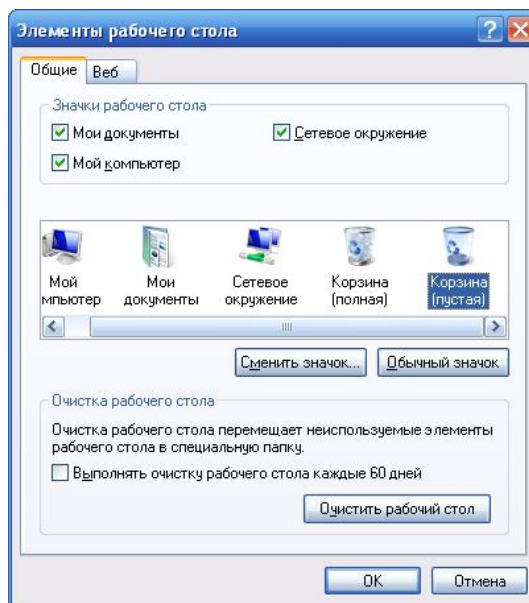 Элементы рабочего стола
Общие Веб
Значки рабочего стола
Мои документы Сетевое окружение
Мой компьютер
Мой Мои Сетевое Корзина Корзина
мпьютер документы окружение (полная) (пустая)
Сменить значок... Обычный значок
Очистка рабочего стола
Очистка рабочего стола перемещает неиспользуемые элементы
рабочего стола в специальную папку.
Выполнять очистку рабочего стола каждые 60 дней
Очистить рабочий стол
OK Отмена